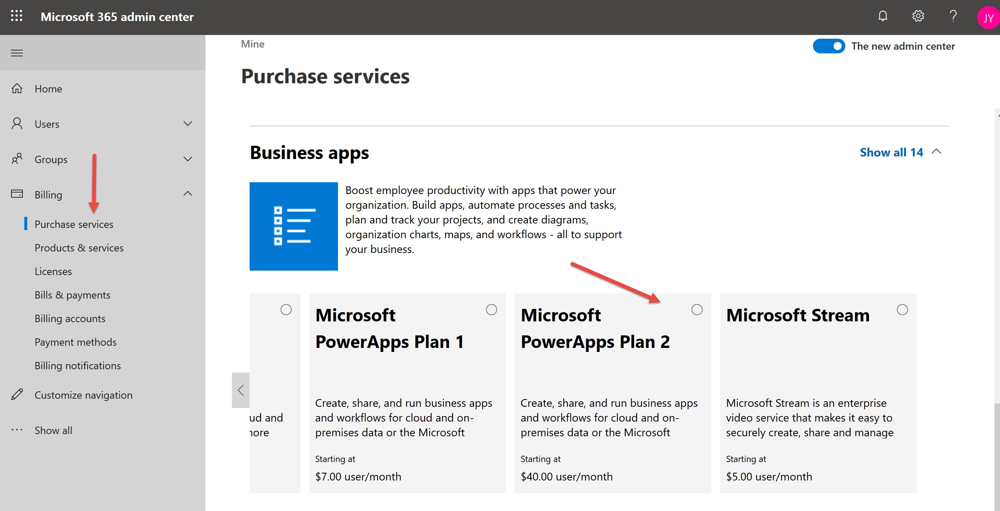 Microsoft 365 admin center
JY
Mine
The new admin center
Purchase services
Home
Users
Groups
Billing
Purchase services
Products & services
Licenses
Bills & payments
Billing accounts
Payment methods
Billing notifications
Customize navigation
Show all
Business apps
Show all 14
Boost employee productivity with apps that power your
organization. Build apps, automate processes and tasks,
plan and track your projects, and create diagrams,
organization charts, maps, and workflows - all to support
your business.
and
Microsoft
PowerApps Plan 1
Create, share, and run business apps
and workflows for cloud and on-
premises data or the Microsoft
Starting at
$7.00 user/month
Microsoft
PowerApps Plan 2
Create, share, and run business apps
and workflows for cloud and on-
premises data or the Microsoft
Starting at
$40.00 user/month
Microsoft Stream
Microsoft Stream is an enterprise
video service that makes it easy to
securely create, share and manage
Starting at
$5.00 user/month